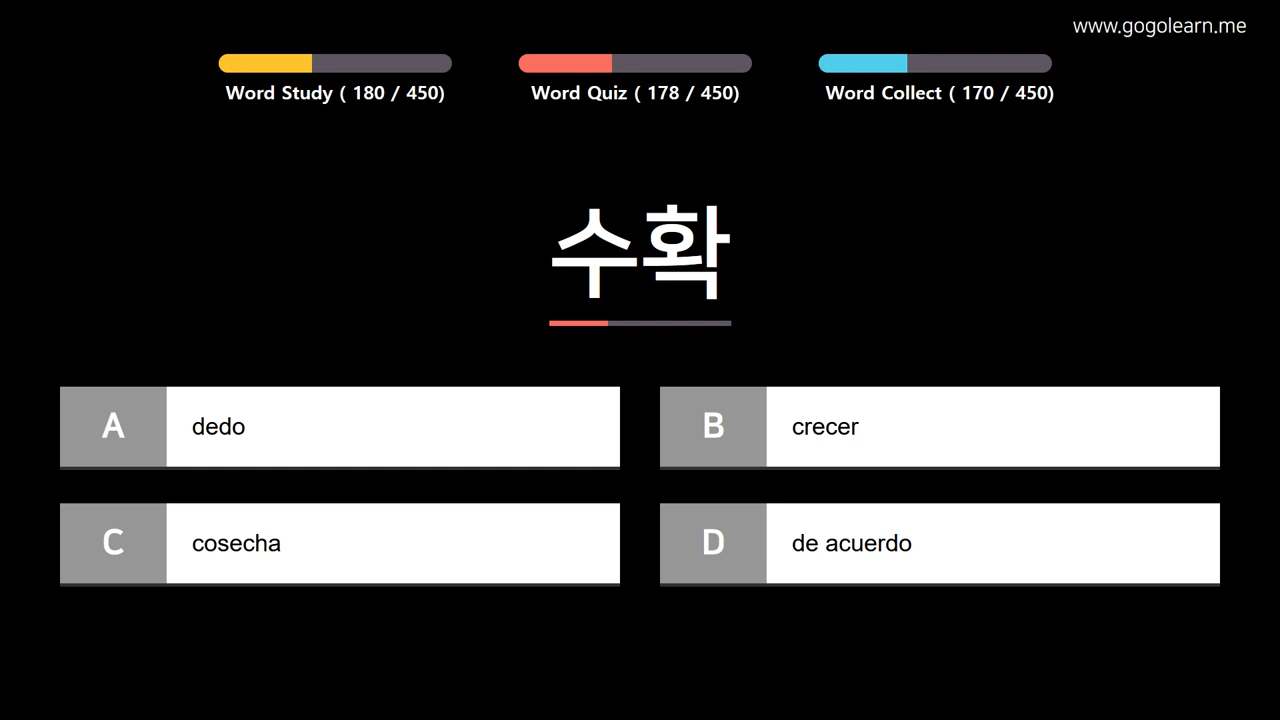 www.gogolearn.me
Word Study ( 180 / 450)
Word Quiz ( 178 / 450)
Word Collect ( 170 / 450)
수확
A
dedo
B
crecer
C
cosecha
D
de acuerdo